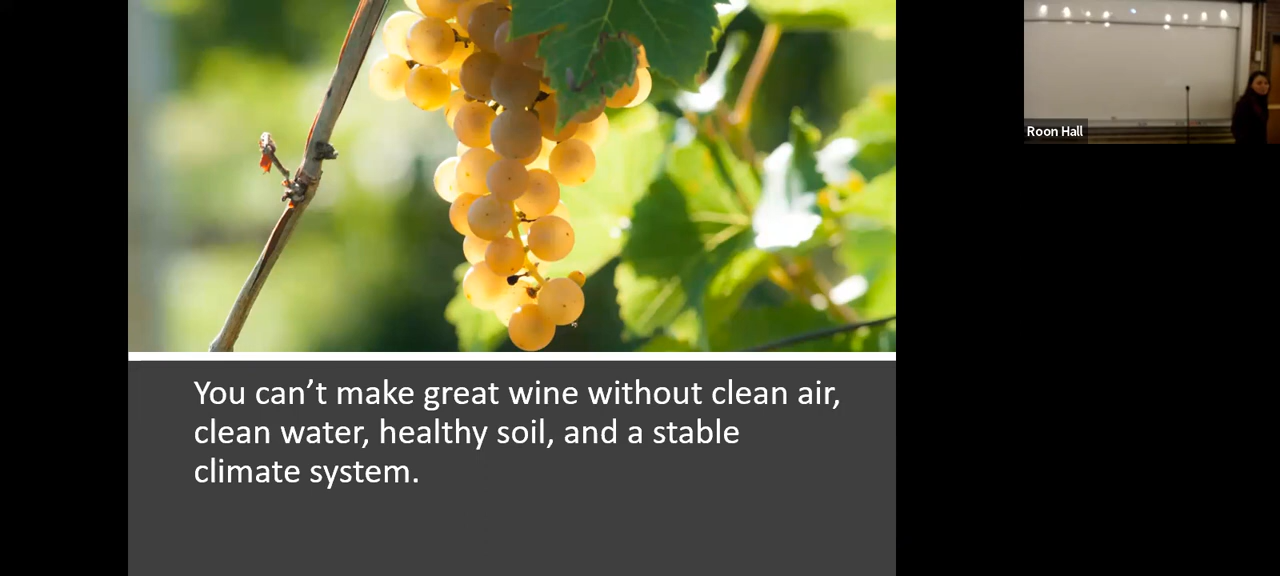 You can’t make great wine without clean air,
clean water, healthy soil, and a stable
climate system.
Roon Hall